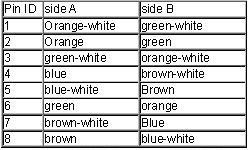 Pin ID side A side B
1 Orange-white green-white
2 Orange green
3 green-white orange-white
4 blue brown-white
5 blue-white Brown
6 green orange
7 brown-white Blue
8 brown blue-white